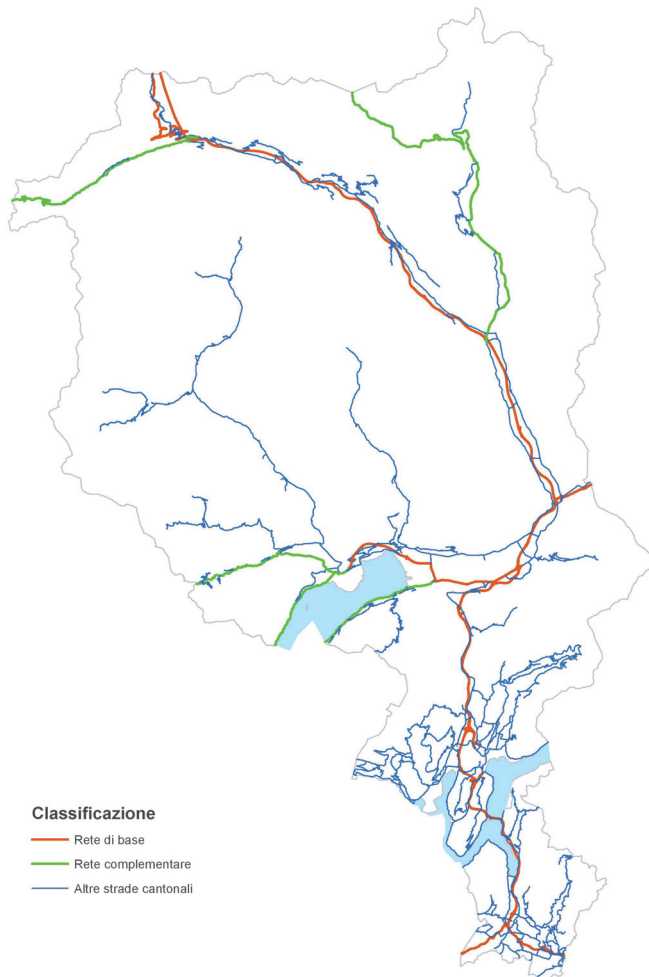 Classificazione
Rete di base
Rete complementare
Altre strade cantonali